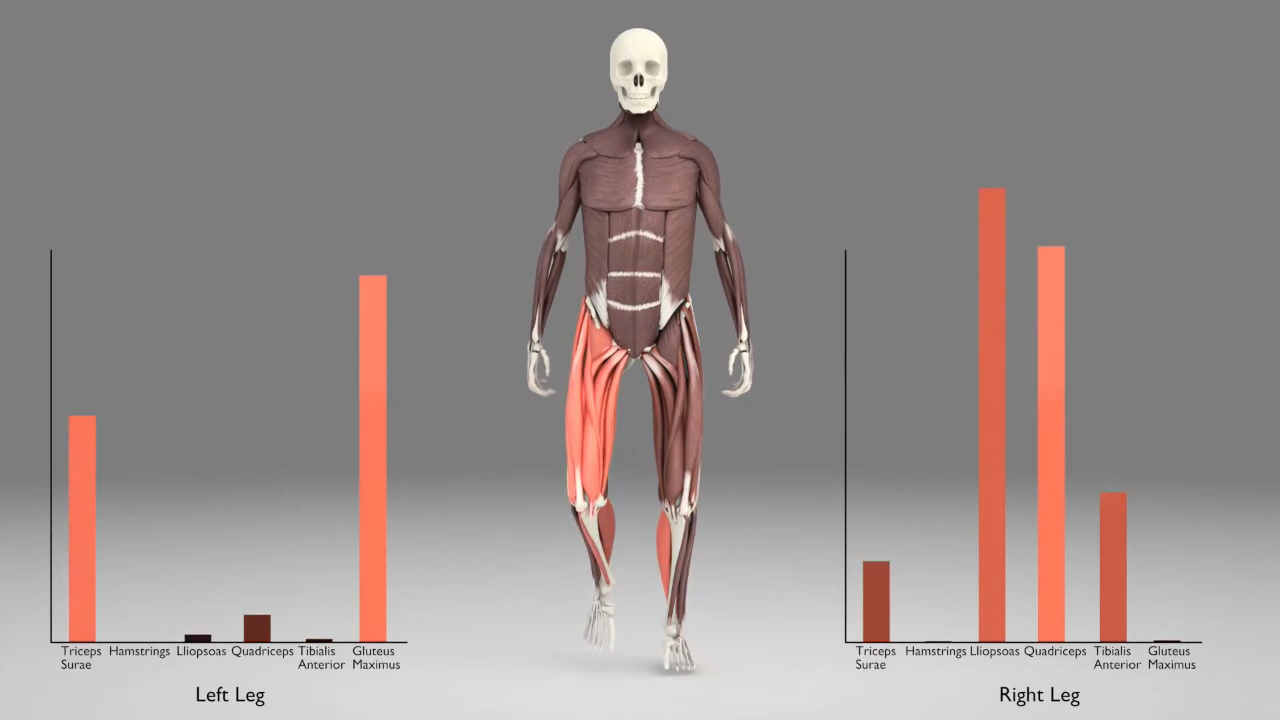 Triceps Surae
Hamstrings
Lliopsoas
Quadriceps
Tibialis Anterior
Gluteus Maximus
Left Leg
Triceps Surae
Hamstrings
Lliopsoas
Quadriceps
Tibialis Anterior
Gluteus Maximus
Right Leg